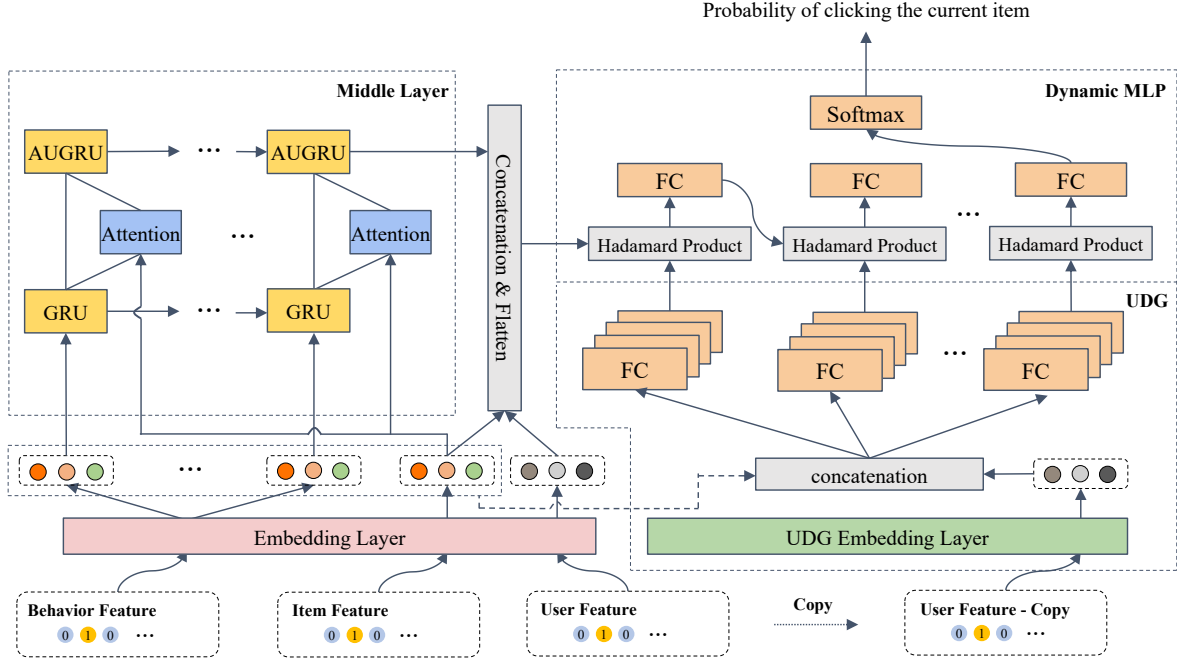 Probability of clicking the current item
Middle Layer
Dynamic MLP
Softmax
AUGRU
...
AUGRU
Concatenation & Flatten
FC
FC
FC
Attention
...
Attention
...
Hadamard Product
Hadamard Product
Hadamard Product
GRU
...
GRU
UDG
FC
FC
...
FC
...
concatenation
Embedding Layer
UDG Embedding Layer
Behavior Feature
0 1 0 ...
Item Feature
0 1 0 ...
User Feature
0 1 0 ...
Copy
User Feature - Copy
0 1 0 ...